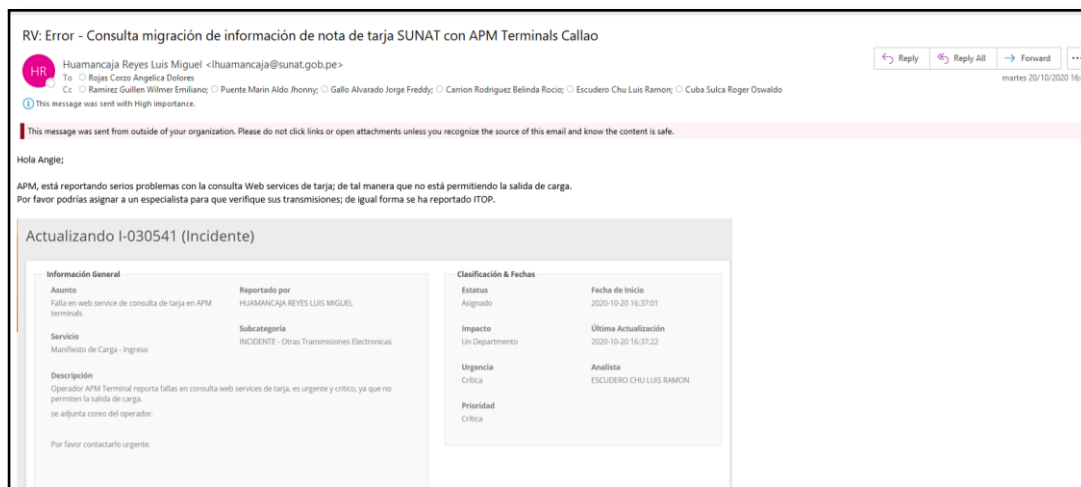 RV: Error - Consulta migración de información de nota de tarja SUNAT con APM Terminals Callao
HR
Huamancaja Reyes Luis Miguel <lhuamancaja@sunat.gob.pe>
To Rojas Corzo Angelica Dolores
Cc Ramirez Guillen Wilmer Emiliano; Puente Marin Aldo Jhonny; Gallo Alvarado Jorge Freddy; Carrion Rodriguez Belinda Rocio; Escudero Chu Luis Ramon; Cuba Sulca Roger Oswaldo
Reply Reply All Forward
martes 20/10/2020 16:
This message was sent with High importance.
This message was sent from outside of your organization. Please do not click links or open attachments unless you recognize the source of this email and know the content is safe.
Hola Angie;
APM, está reportando serios problemas con la consulta Web services de tarja; de tal manera que no está permitiendo la salida de carga.
Por favor podrías asignar a un especialista para que verifique sus transmisiones; de igual forma se ha reportado ITOP.
Actualizando I-030541 (Incidente)
Información General
Asunto
Falla en web service de consulta de tarja en APM
terminals
Reportado por
HUAMANCAJA REYES LUIS MIGUEL
Servicio
Manifiesto de Carga - Ingreso
Subcategoría
INCIDENTE - Otras Transmisiones Electronicas
Descripción
Operador APM Terminal reporta fallas en consulta web services de tarja, es urgente y critico, ya que no
permiten la salida de carga.
se adjunta coreo del operador.
Por favor contactarlo urgente.
Clasificación & Fechas
Estatus
Asignado
Fecha de Inicio
2020-10-20 16:37:01
Impacto
Un Departmento
Última Actualización
2020-10-20 16:37:22
Urgencia
Crítica
Analista
ESCUDERO CHU LUIS RAMON
Prioridad
Crítica